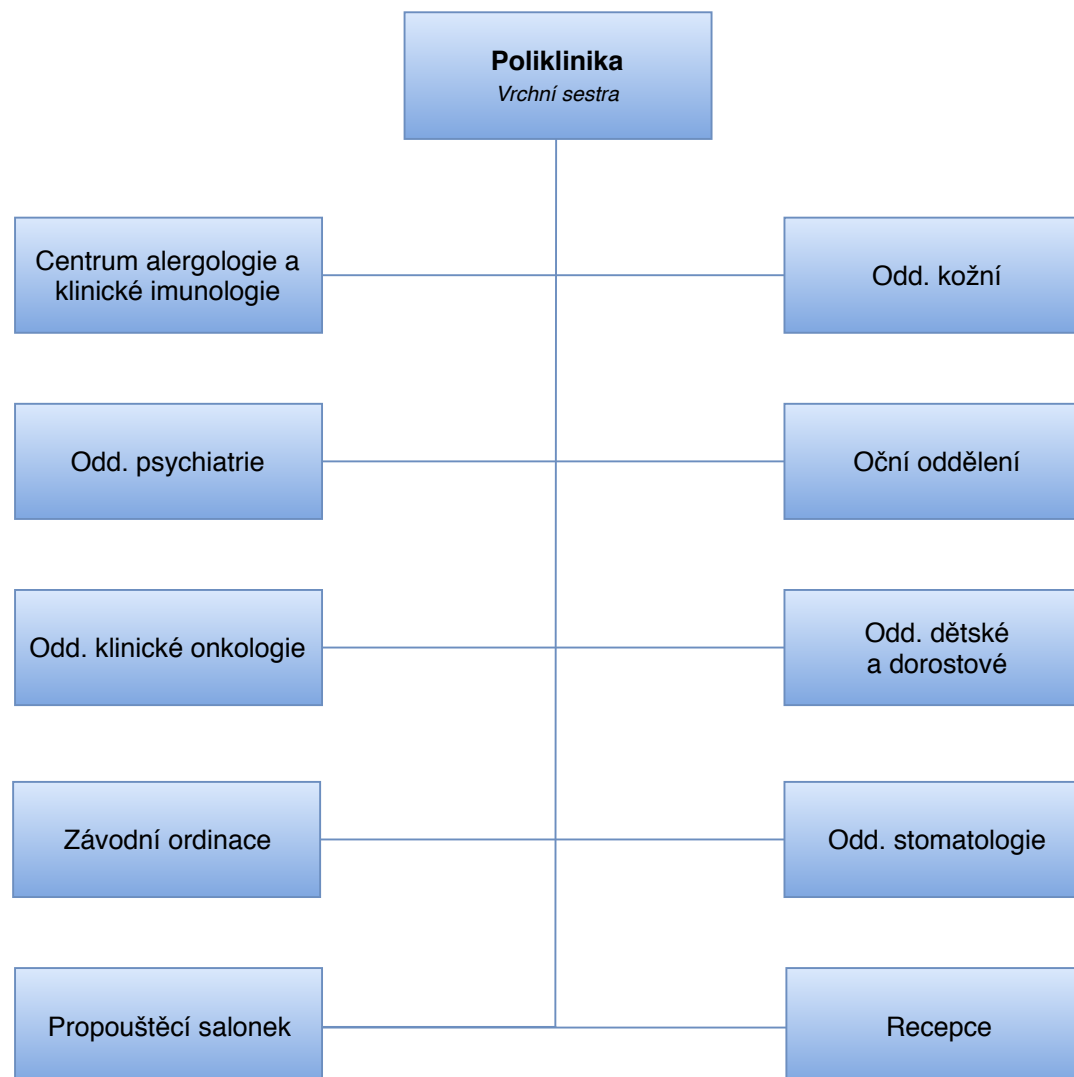 Poliklinika
Vrchní sestra
Centrum alergologie a
klinické imunologie
Odd. kožní
Odd. psychiatrie
Oční oddělení
Odd. klinické onkologie
Odd. dětské
a dorostové
Závodní ordinace
Odd. stomatologie
Propouštěcí salonek
Recepce